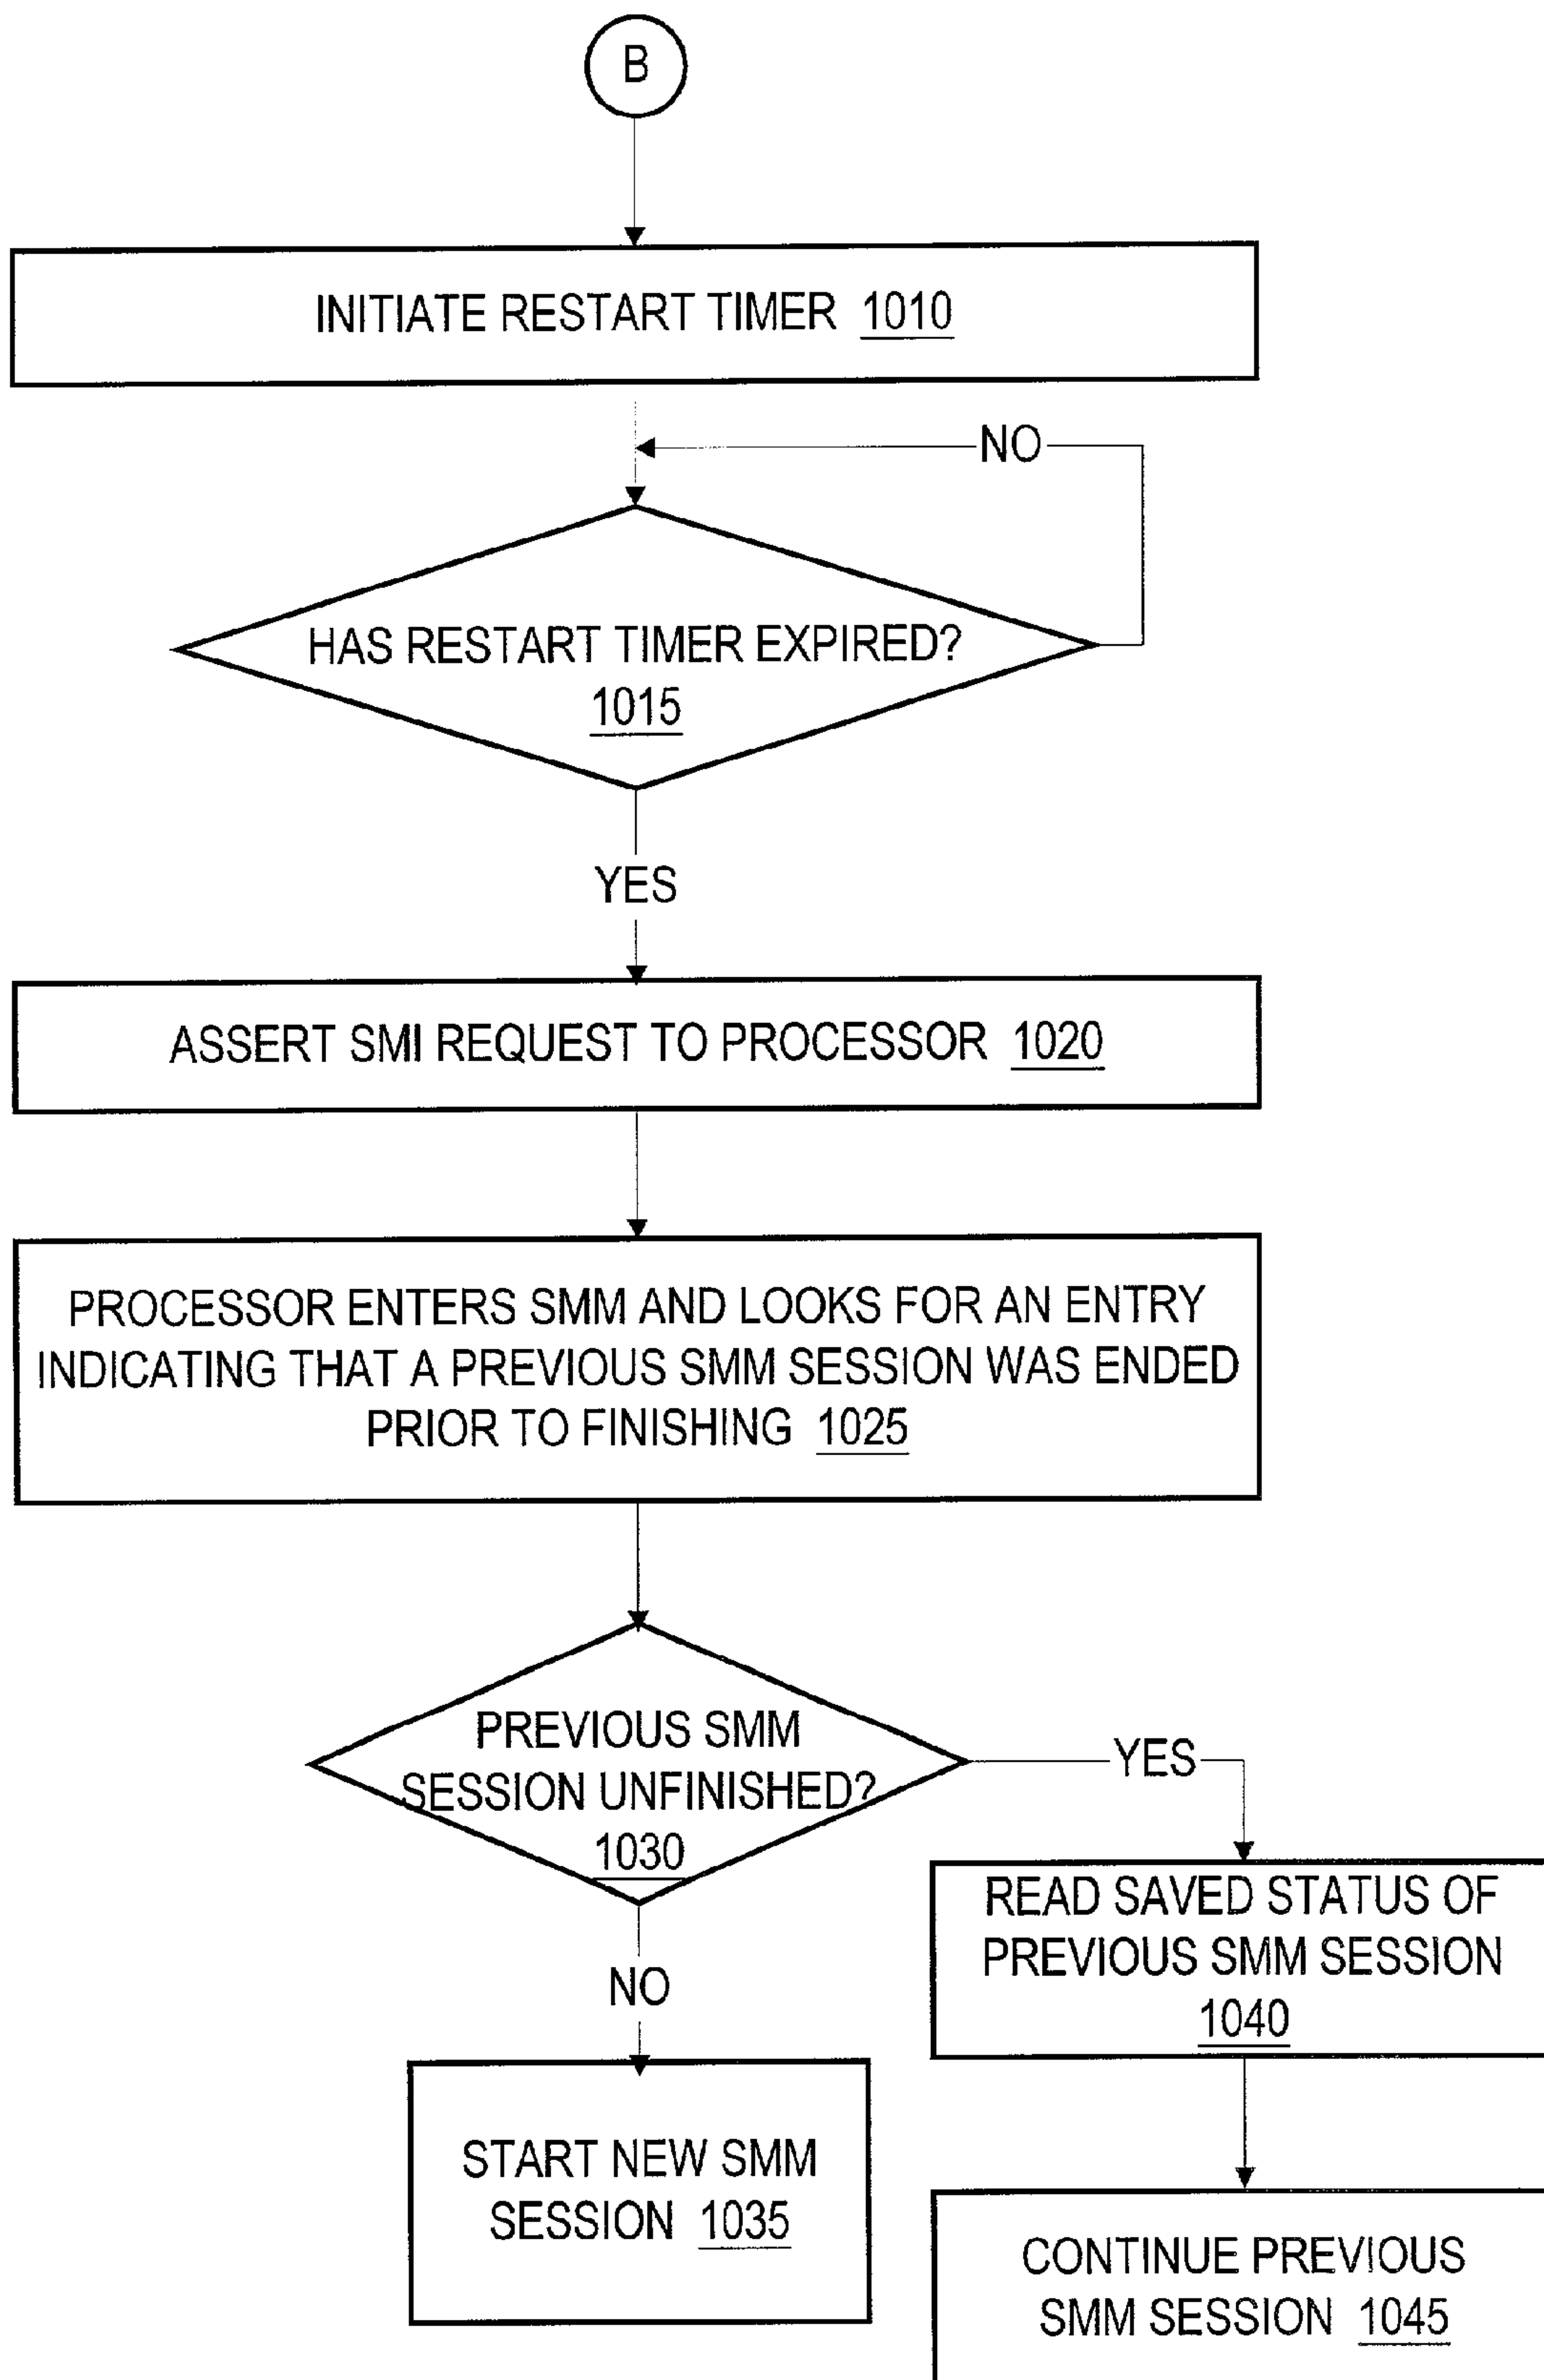 B
INITIATE RESTART TIMER 1010
NO
HAS RESTART TIMER EXPIRED?
1015
YES
ASSERT SMI REQUEST TO PROCESSOR 1020
PROCESSOR ENTERS SMM AND LOOKS FOR AN ENTRY
INDICATING THAT A PREVIOUS SMM SESSION WAS ENDED
PRIOR TO FINISHING 1025
PREVIOUS SMM
SESSION UNFINISHED?
1030
YES
NO
READ SAVED STATUS OF
PREVIOUS SMM SESSION
1040
START NEW SMM
SESSION 1035
CONTINUE PREVIOUS
SMM SESSION 1045